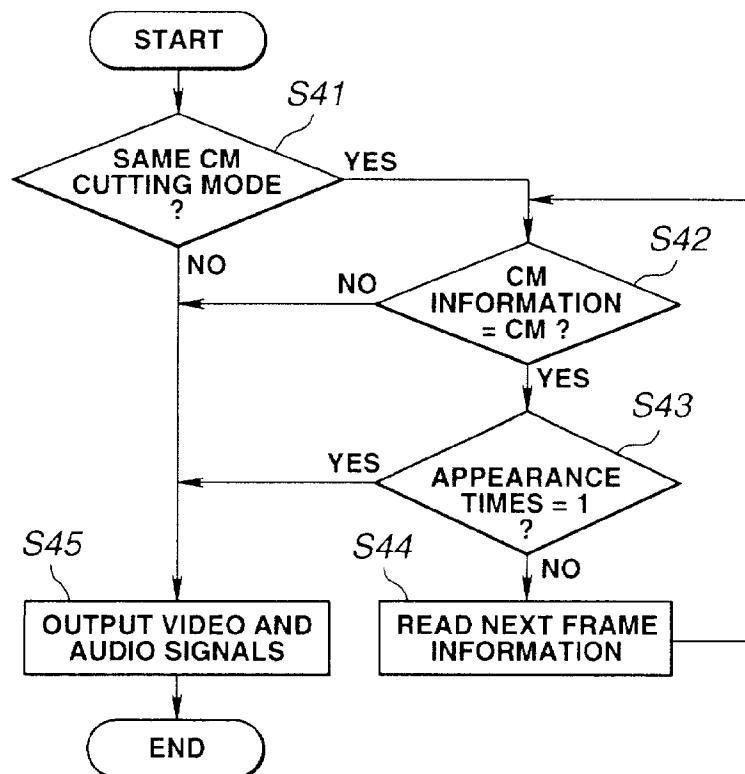 START
S41
SAME CM
CUTTING MODE
?
YES
NO
S42
CM
INFORMATION
= CM ?
NO
YES
S43
APPEARANCE
TIMES = 1
?
YES
NO
S44
READ NEXT FRAME
INFORMATION
S45
OUTPUT VIDEO AND
AUDIO SIGNALS
END